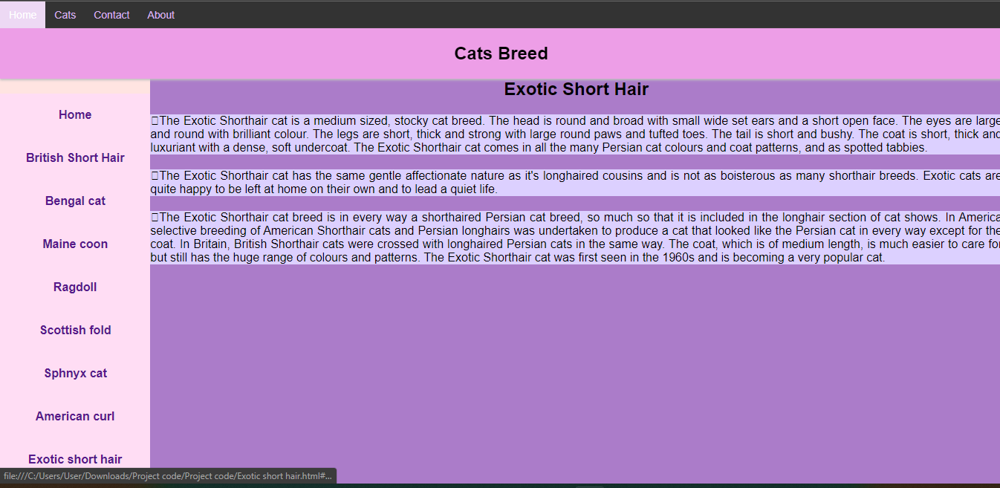 Home Cats Contact About
Cats Breed
Home
British Short Hair
Bengal cat
Maine coon
Ragdoll
Scottish fold
Sphnyx cat
American curl
Exotic short hair
Exotic Short Hair
The Exotic Shorthair cat is a medium sized, stocky cat breed. The head is round and broad with small wide set ears and a short open face. The eyes are large
and round with brilliant colour. The legs are short, thick and strong with large round paws and tufted toes. The tail is short and bushy. The coat is short, thick and
luxuriant with a dense, soft undercoat. The Exotic Shorthair cat comes in all the many Persian cat colours and coat patterns, and as spotted tabbies.
The Exotic Shorthair cat has the same gentle affectionate nature as it's longhaired cousins and is not as boisterous as many shorthair breeds. Exotic cats are
quite happy to be left at home on their own and to lead a quiet life.
The Exotic Shorthair cat breed is in every way a shorthaired Persian cat breed, so much so that it is included in the longhair section of cat shows. In America
selective breeding of American Shorthair cats and Persian longhairs was undertaken to produce a cat that looked like the Persian cat in every way except for the
coat. In Britain, British Shorthair cats were crossed with longhaired Persian cats in the same way. The coat, which is of medium length, is much easier to care for
but still has the huge range of colours and patterns. The Exotic Shorthair cat was first seen in the 1960s and is becoming a very popular cat.
file:///C:/Users/User/Downloads/Project code/Project code/Exotic short hair.html#...